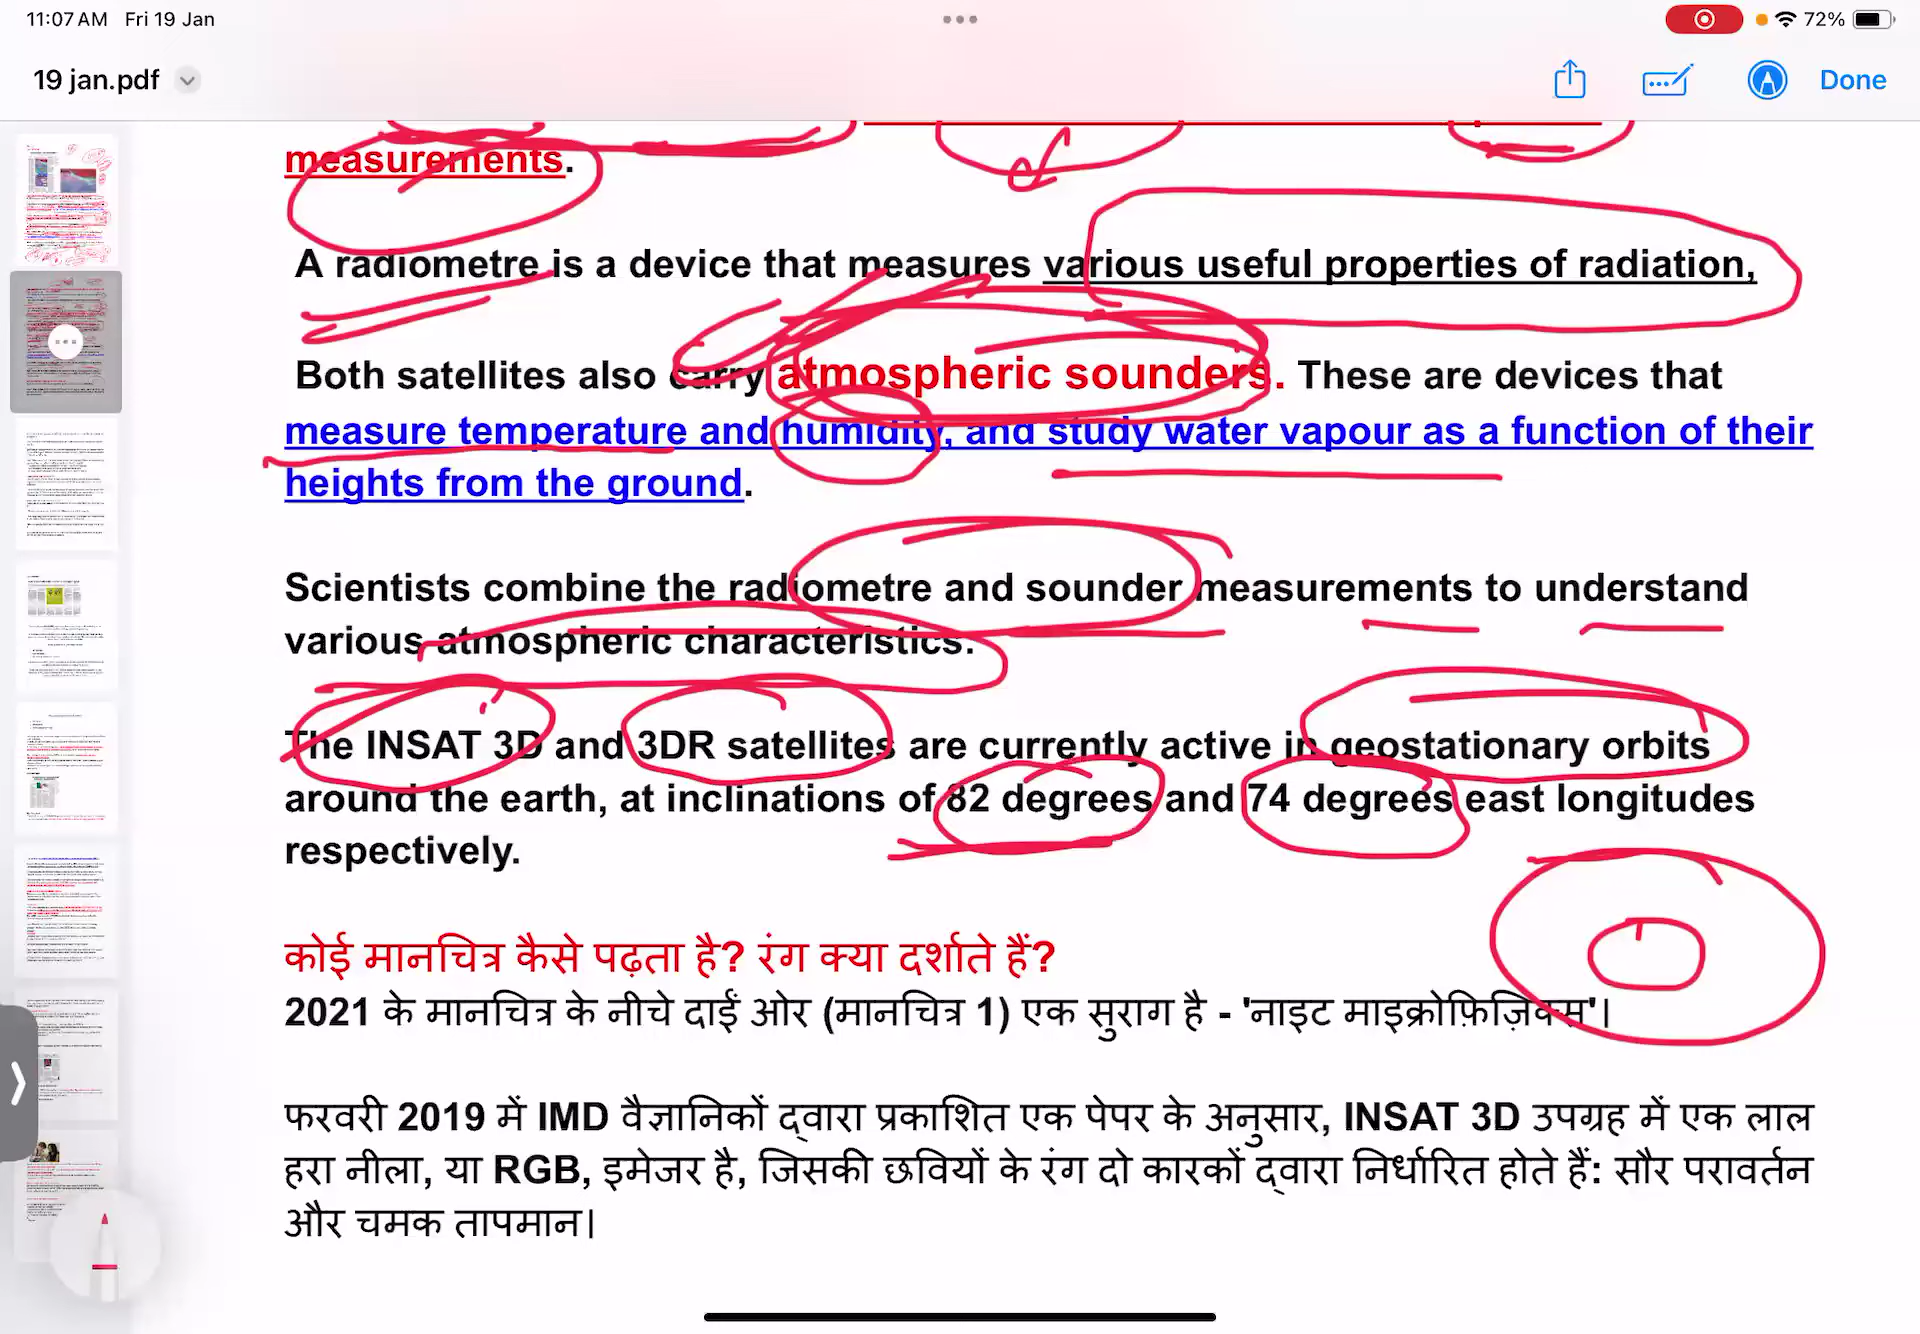 11:07 AM Fri 19 Jan
72%
19 jan.pdf
Done
measurements.
A radiometre is a device that measures various useful properties of radiation,
Both satellites also carry atmospheric sounders. These are devices that
measure temperature and humidity, and study water vapour as a function of their
heights from the ground.
Scientists combine the radiometre and sounder measurements to understand
various atmospheric characteristics.
The INSAT 3D and 3DR satellites are currently active in geostationary orbits
around the earth, at inclinations of 82 degrees and 74 degrees east longitudes
respectively.
कोई मानचित्र कैसे पढ़ता है? रंग क्या दर्शाते हैं?
2021 के मानचित्र के नीचे दाईं ओर (मानचित्र 1) एक सुराग है - 'नाइट माइक्रोफ़िज़िक्स'।
फरवरी 2019 में IMD वैज्ञानिकों द्वारा प्रकाशित एक पेपर के अनुसार, INSAT 3D उपग्रह में एक लाल
हरा नीला, या RGB, इमेजर है, जिसकी छवियों के रंग दो कारकों द्वारा निर्धारित होते हैं: सौर परावर्तन
और चमक तापमान।